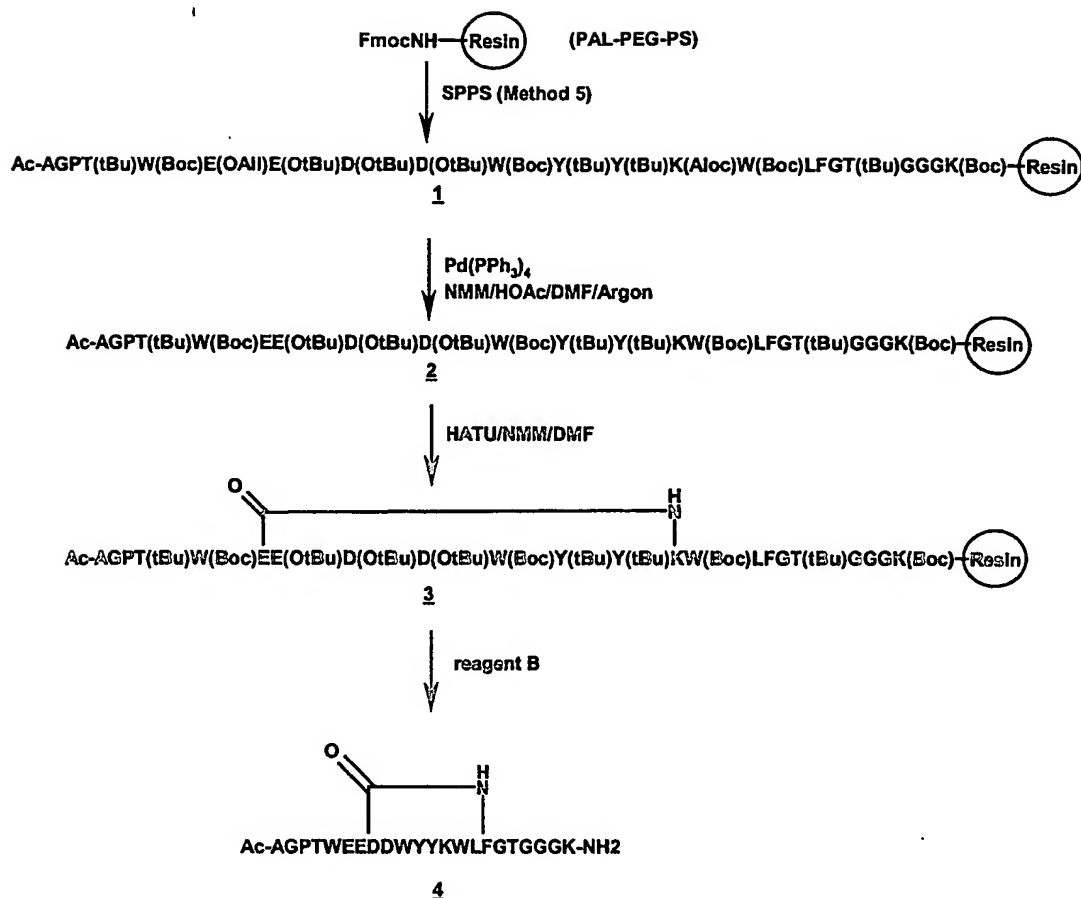 FmocNH Resin (PAL-PEG-PS)
SPPS (Method 5)
Ac-AGPT(tBu)W(Boc)E(OAll)E(OtBu)D(OtBu)D(OtBu)W(Boc)Y(tBu)Y(tBu)K(Aloc)W(Boc)LFGT(tBu)GGGK(Boc) Resin
1
Pd(PPh3)4
NMM/HOAc/DMF/Argon
Ac-AGPT(tBu)W(Boc)EE(OtBu)D(OtBu)D(OtBu)W(Boc)Y(tBu)Y(tBu)KW(Boc)LFGT(tBu)GGGK(Boc) Resin
2
HATU/NMM/DMF
O H
N
Ac-AGPT(tBu)W(Boc)EE(OtBu)D(OtBu)D(OtBu)W(Boc)Y(tBu)Y(tBu)KW(Boc)LFGT(tBu)GGGK(Boc) Resin
3
reagent B
O H
N
Ac-AGPTWEEDDWYYKWLFGTGGGK-NH2
4